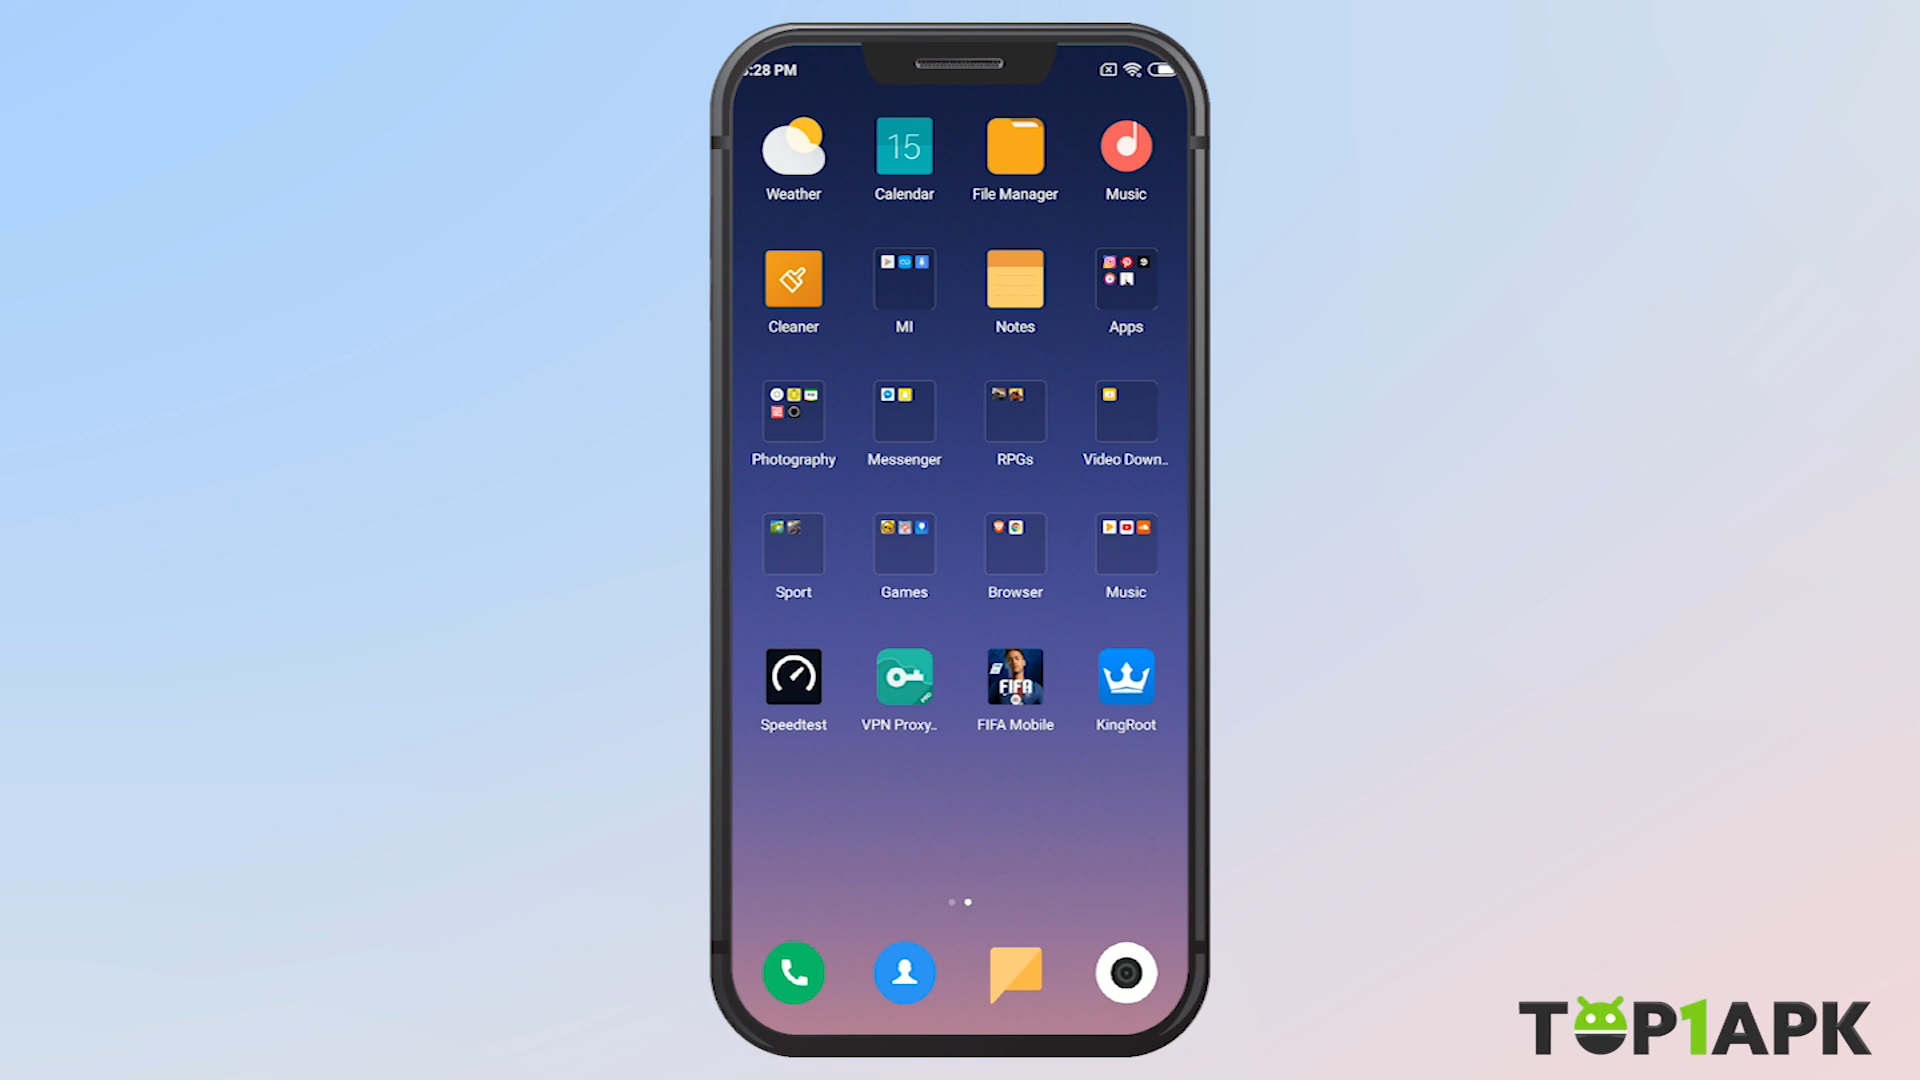 :28 PM
Weather
Calendar
15
File Manager
Music
Cleaner
MI
Notes
Apps
Photography
Messenger
RPGs
Video Down..
Sport
Games
Browser
Music
Speedtest
VPN Proxy..
FIFA
FIFA Mobile
KingRoot
TOP1APK